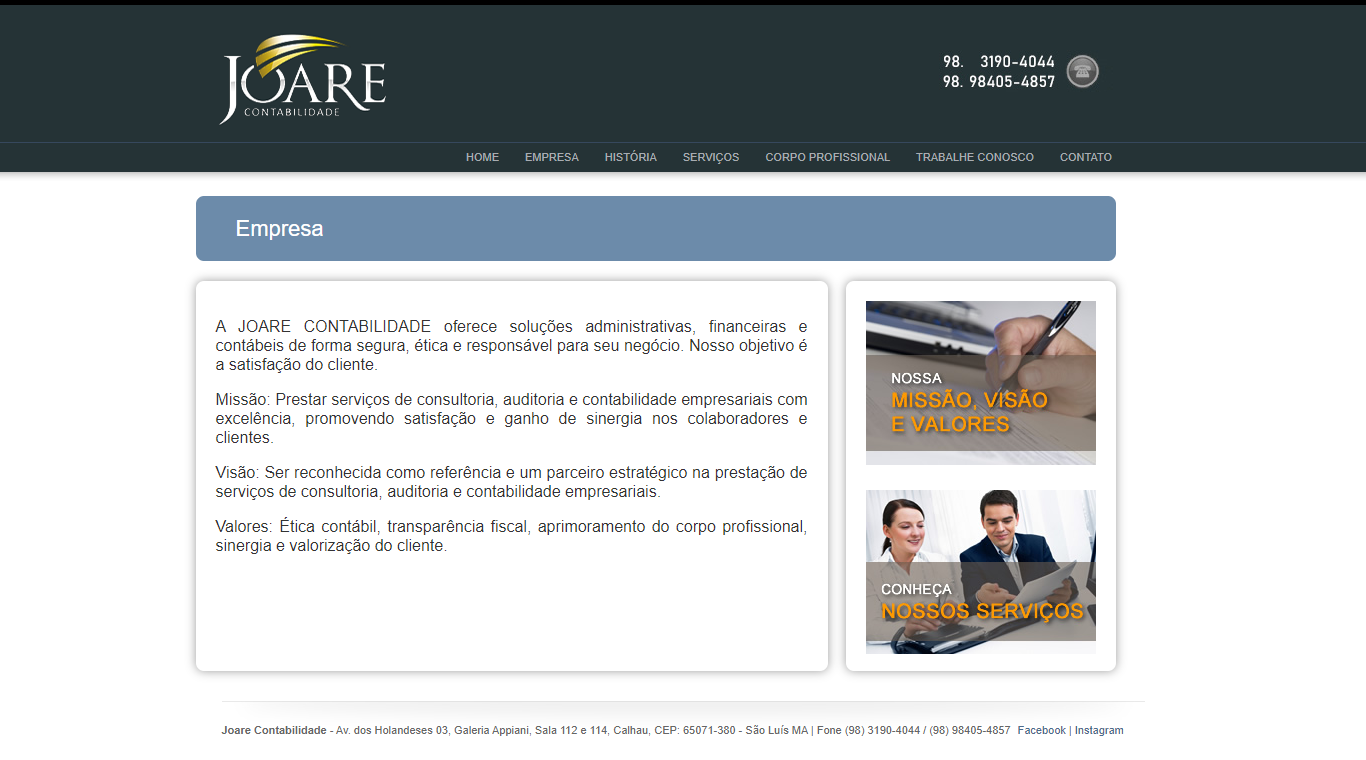 JOARE
CONTABILIDADE
98. 3190-4044
98. 98405-4857
HOME EMPRESA HISTÓRIA SERVIÇOS CORPO PROFISSIONAL TRABALHE CONOSCO CONTATO
Empresa
A JOARE CONTABILIDADE oferece soluções administrativas, financeiras e
contábeis de forma segura, ética e responsável para seu negócio. Nosso objetivo é
a satisfação do cliente.
Missão: Prestar serviços de consultoria, auditoria e contabilidade empresariais com
excelência, promovendo satisfação e ganho de sinergia nos colaboradores e
clientes.
Visão: Ser reconhecida como referência e um parceiro estratégico na prestação de
serviços de consultoria, auditoria e contabilidade empresariais.
Valores: Ética contábil, transparência fiscal, aprimoramento do corpo profissional,
sinergia e valorização do cliente.
NOSSA
MISSÃO, VISÃO
E VALORES
CONHEÇA
NOSSOS SERVIÇOS
Joare Contabilidade - Av. dos Holandeses 03, Galeria Appiani, Sala 112 e 114, Calhau, CEP: 65071-380 - São Luís MA | Fone (98) 3190-4044 / (98) 98405-4857 Facebook | Instagram